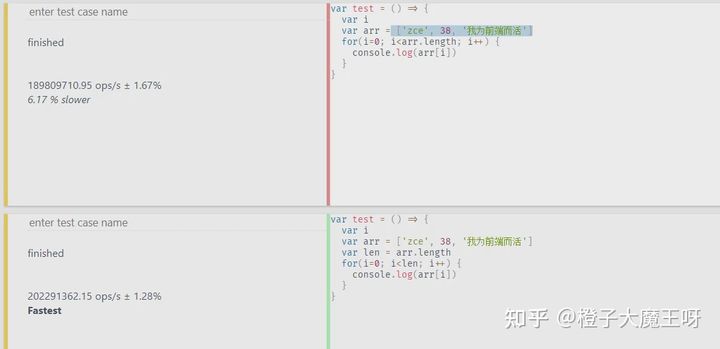 enter test case name
finished
189809710.95 ops/s ± 1.67%
6.17 % slower
var test = () => {
  var i
  var arr = ['zce', 38, '我为前端而活']
  for(i=0; i<arr.length; i++) {
    console.log(arr[i])
  }
}
enter test case name
finished
202291362.15 ops/s ± 1.28%
Fastest
var test = () => {
  var i
  var arr = ['zce', 38, '我为前端而活']
  var len = arr.length
  for(i=0; i<len; i++) {
    console.log(arr[i])
  }
}
知乎 @橙子大魔王呀